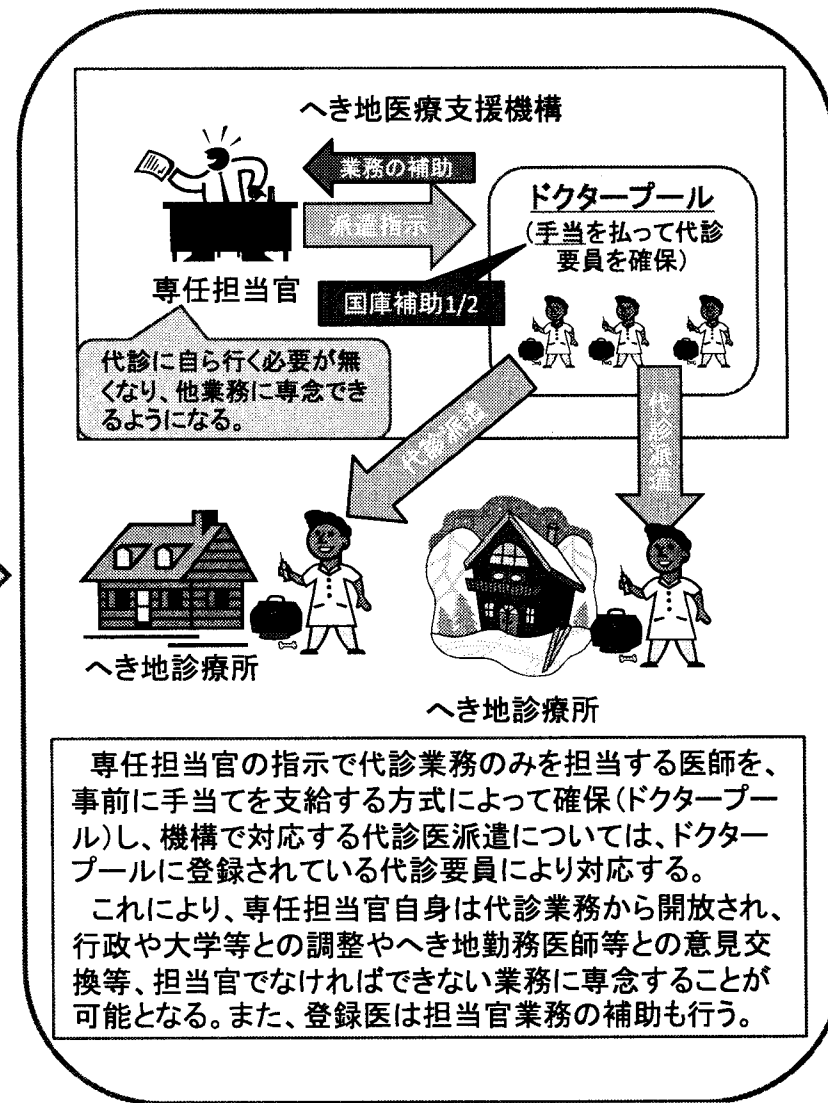 へき地医療支援機構
業務の補助
派遣指示
専任担当官
ドクタープール
(手当を払って代診
要員を確保)
国庫補助1/2
代診に自ら行く必要が無
くなり、他業務に専念でき
るようになる。
代診派遣
代診派遣
へき地診療所
へき地診療所
専任担当官の指示で代診業務のみを担当する医師を、
事前に手当てを支給する方式によって確保(ドクタープー
ル)し、機構で対応する代診医派遣については、ドクター
プールに登録されている代診要員により対応する。
これにより、専任担当官自身は代診業務から開放され、
行政や大学等との調整やへき地勤務医師等との意見交
換等、担当官でなければできない業務に専念することが
可能となる。また、登録医は担当官業務の補助も行う。